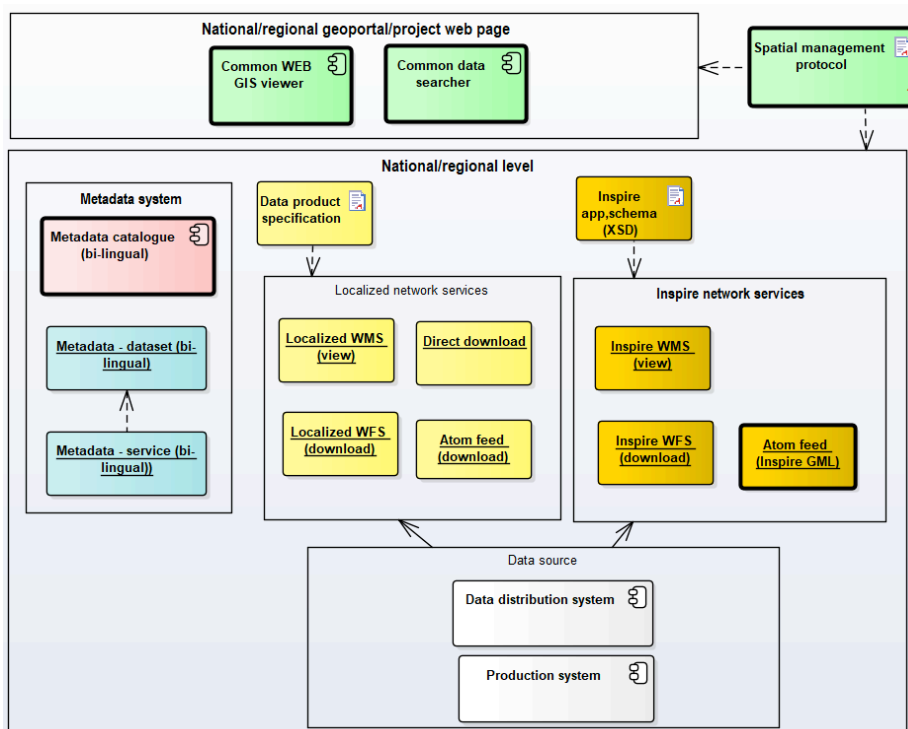 National/regional geoportal/project web page
Common WEB
GIS viewer
Common data
searcher
Spatial management
protocol
National/regional level
Metadata system
Metadata catalogue
(bi-lingual)
Metadata - dataset (bi-
lingual)
Metadata - service (bi-
lingual))
Data product
specification
Localized network services
Localized WMS
(view)
Direct download
Localized WFS
(download)
Atom feed
(download)
Inspire
app,schema
(XSD)
Inspire network services
Inspire WMS
(view)
Inspire WFS
(download)
Atom feed
(Inspire GML)
Data source
Data distribution system
Production system